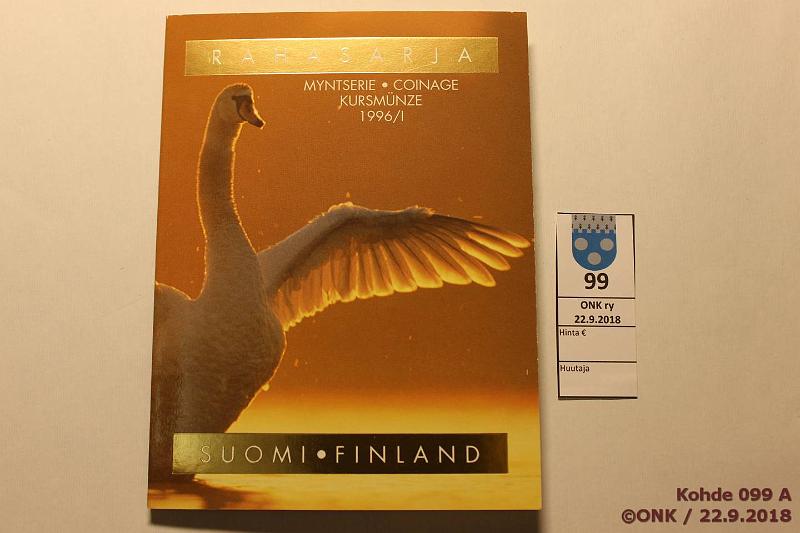 RAHASARJA
MYNTSERIE • COINAGE
KURSMÜNZE
1996/I
SUOMI • FINLAND
99
ONK ry
22.9.2018
Hinta €
Huutaja
Kohde 099 A
©ONK / 22.9.2018